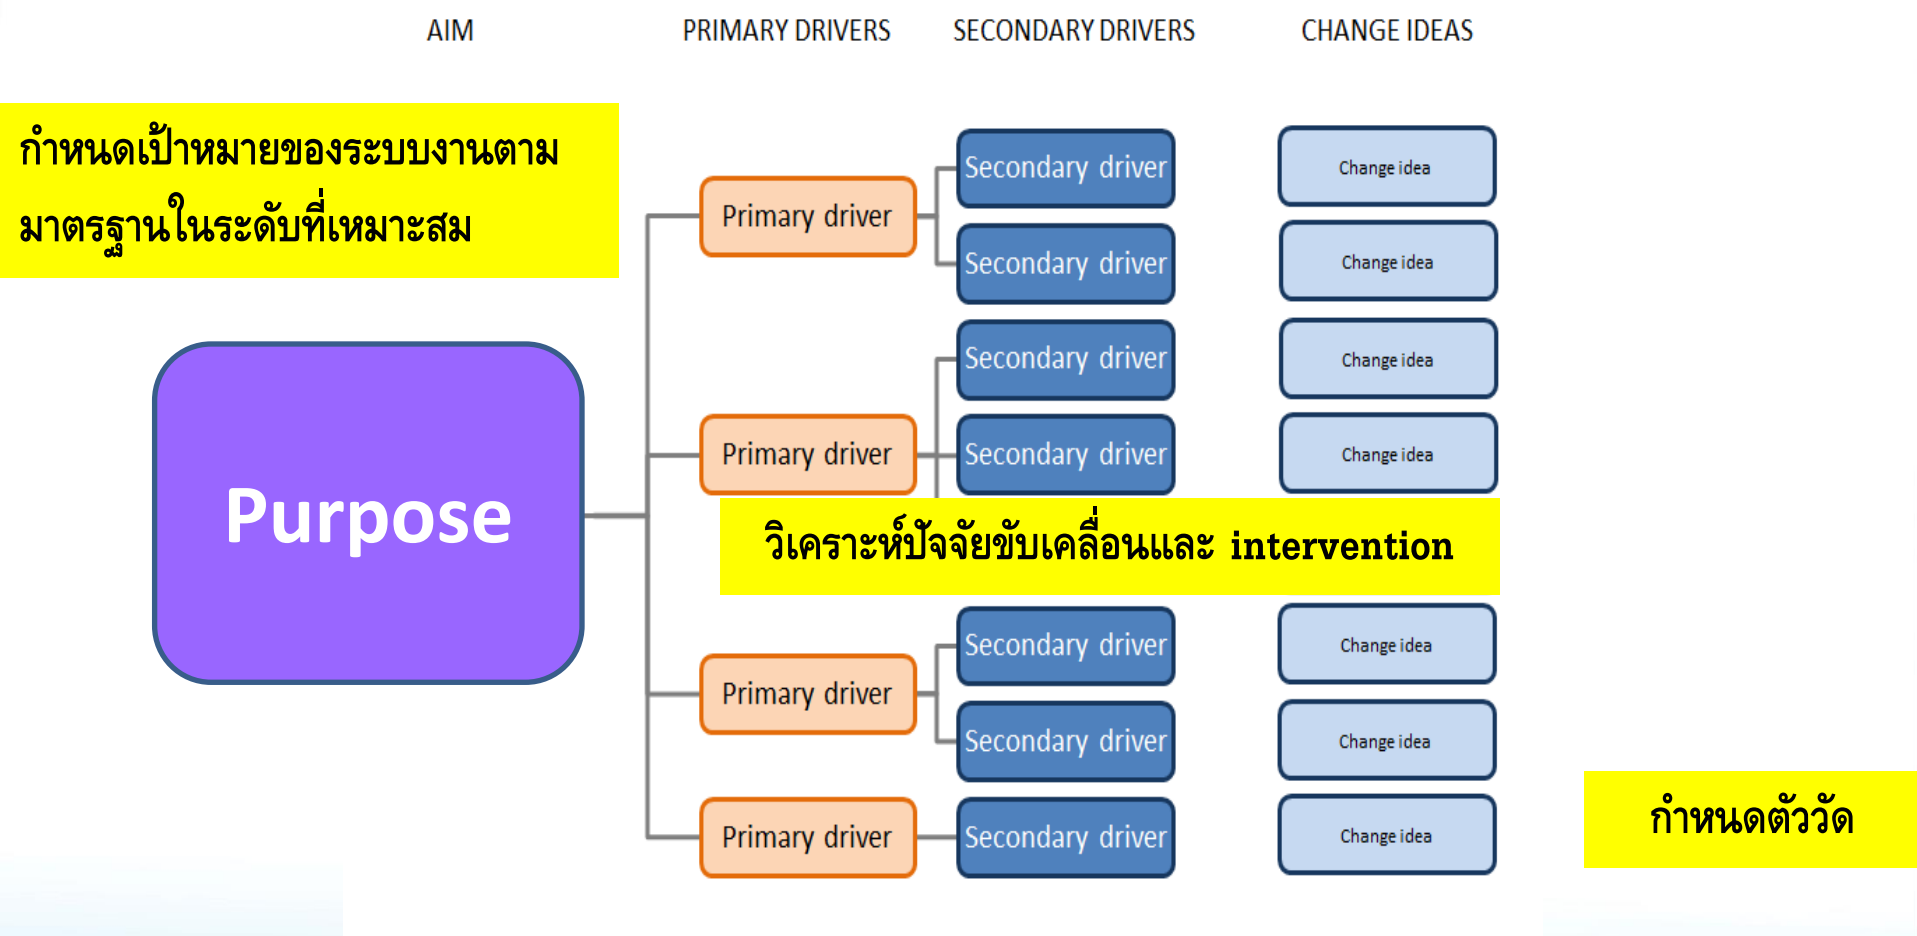 AIM
PRIMARY DRIVERS
SECONDARY DRIVERS
CHANGE IDEAS
กำหนดเป้าหมายของระบบงานตาม
มาตรฐานในระดับที่เหมาะสม
Purpose
Primary driver
Secondary driver
Change idea
Secondary driver
Change idea
Primary driver
Secondary driver
Change idea
Secondary driver
Change idea
วิเคราะห์ปัจจัยขับเคลื่อนและ intervention
Primary driver
Secondary driver
Change idea
Secondary driver
Change idea
Primary driver
Secondary driver
Change idea
กำหนดตัววัด